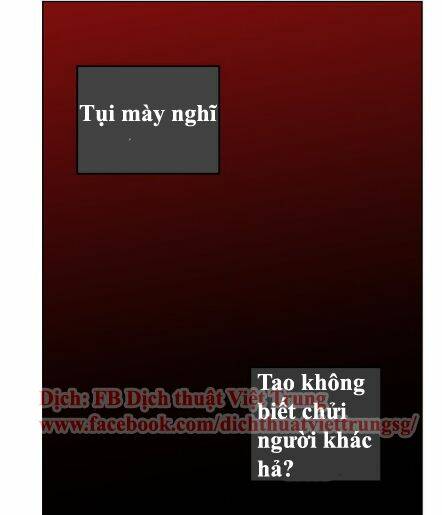 Tụi mày nghĩ
Dịch: FB Dịch thuật Việt Trung
www.facebook.com/dichthuatviettrungsg/
Tao không
biết chửi
người khác
hả?